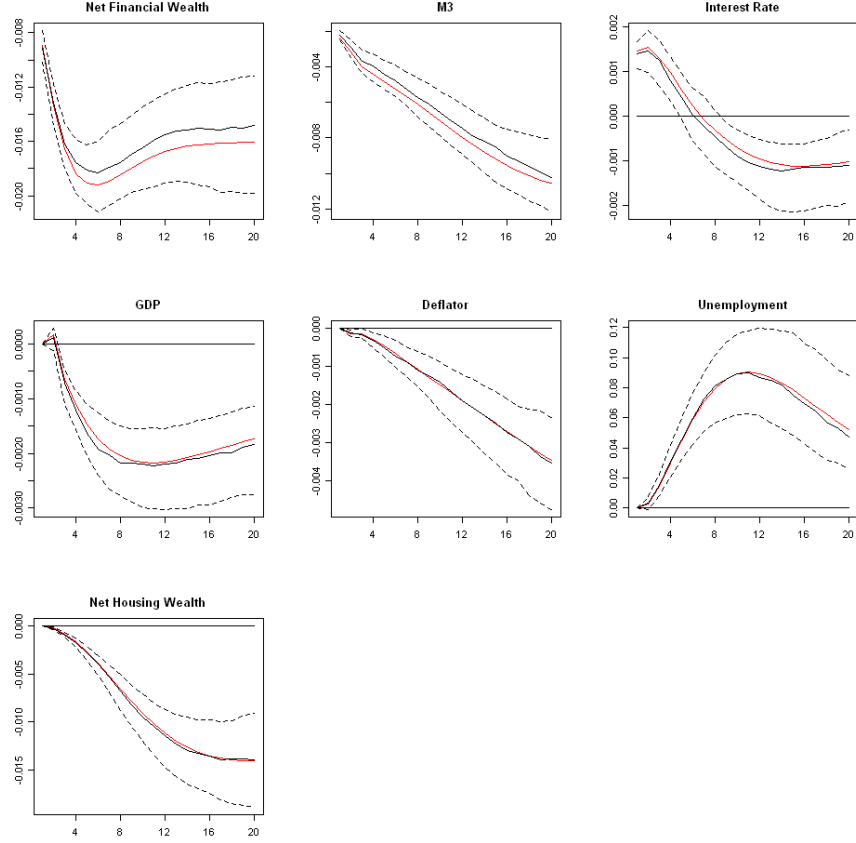 Net Financial Wealth
-0.008
-0.012
-0.016
-0.020
4 8 12 16 20
M3
-0.004
-0.008
-0.012
4 8 12 16 20
Interest Rate
0.002
0.001
0.000
-0.001
-0.002
4 8 12 16 20
GDP
0.0000
-0.0010
-0.0020
-0.0030
4 8 12 16 20
Deflator
0.000
-0.001
-0.002
-0.003
-0.004
4 8 12 16 20
Unemployment
0.12
0.10
0.08
0.06
0.04
0.02
0.00
4 8 12 16 20
Net Housing Wealth
0.000
-0.005
-0.010
-0.015
4 8 12 16 20